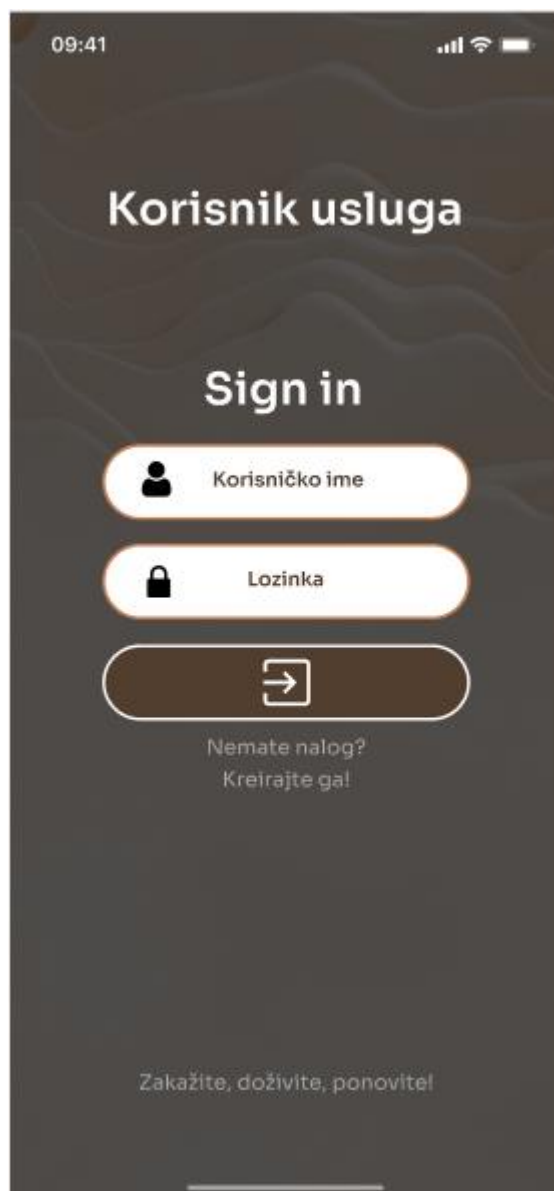 09:41
Korisnik usluga
Sign in
Korisničko ime
Lozinka
Nemate nalog?
Kreirajte ga!
Zakažite, doživite, ponovite!